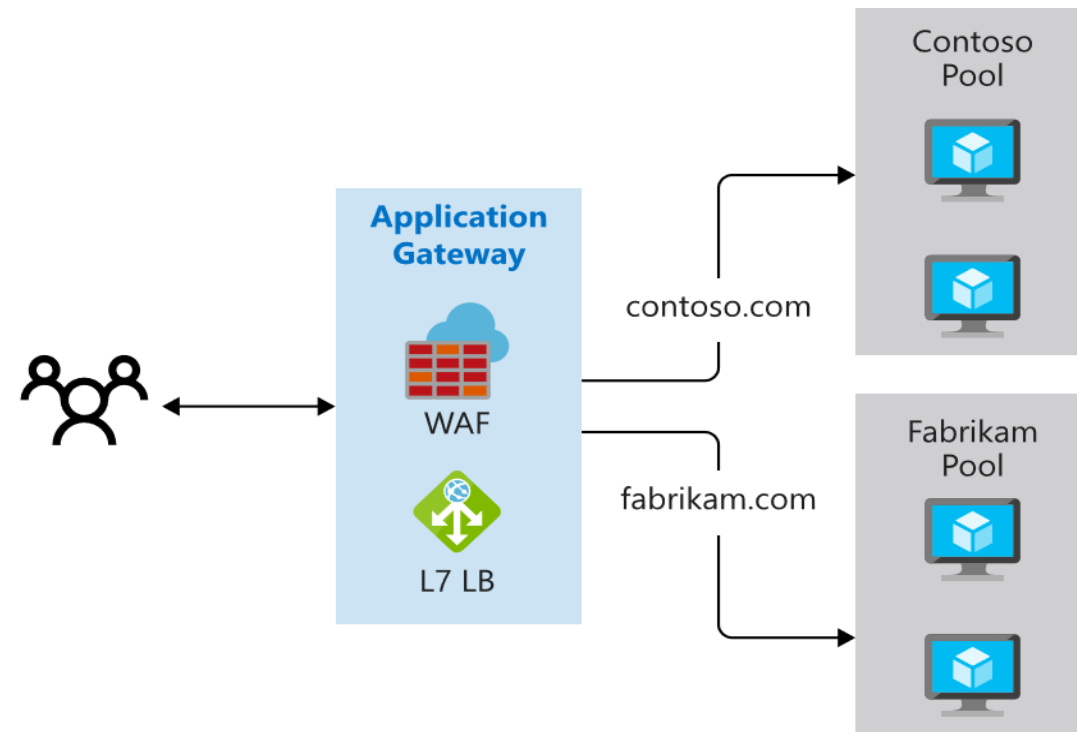 Contoso
Pool
Application
Gateway
contoso.com
WAF
Fabrikam
Pool
fabrikam.com
L7 LB